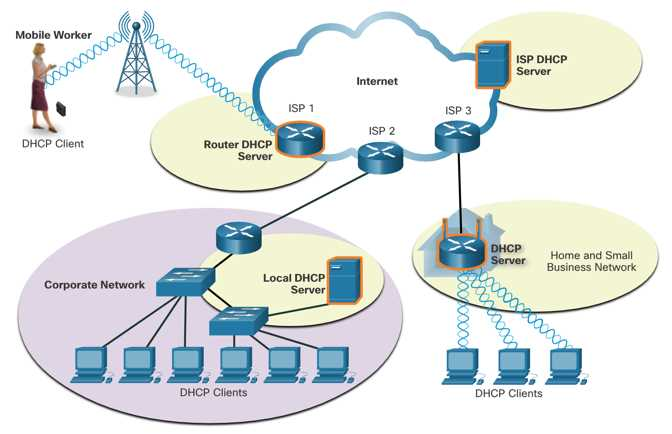 Mobile Worker
DHCP Client
Internet
ISP DHCP
Server
ISP 1
ISP 2
ISP 3
Router DHCP
Server
Corporate Network
Local DHCP
Server
DHCP Clients
DHCP
Server
Home and Small
Business Network
DHCP Clients